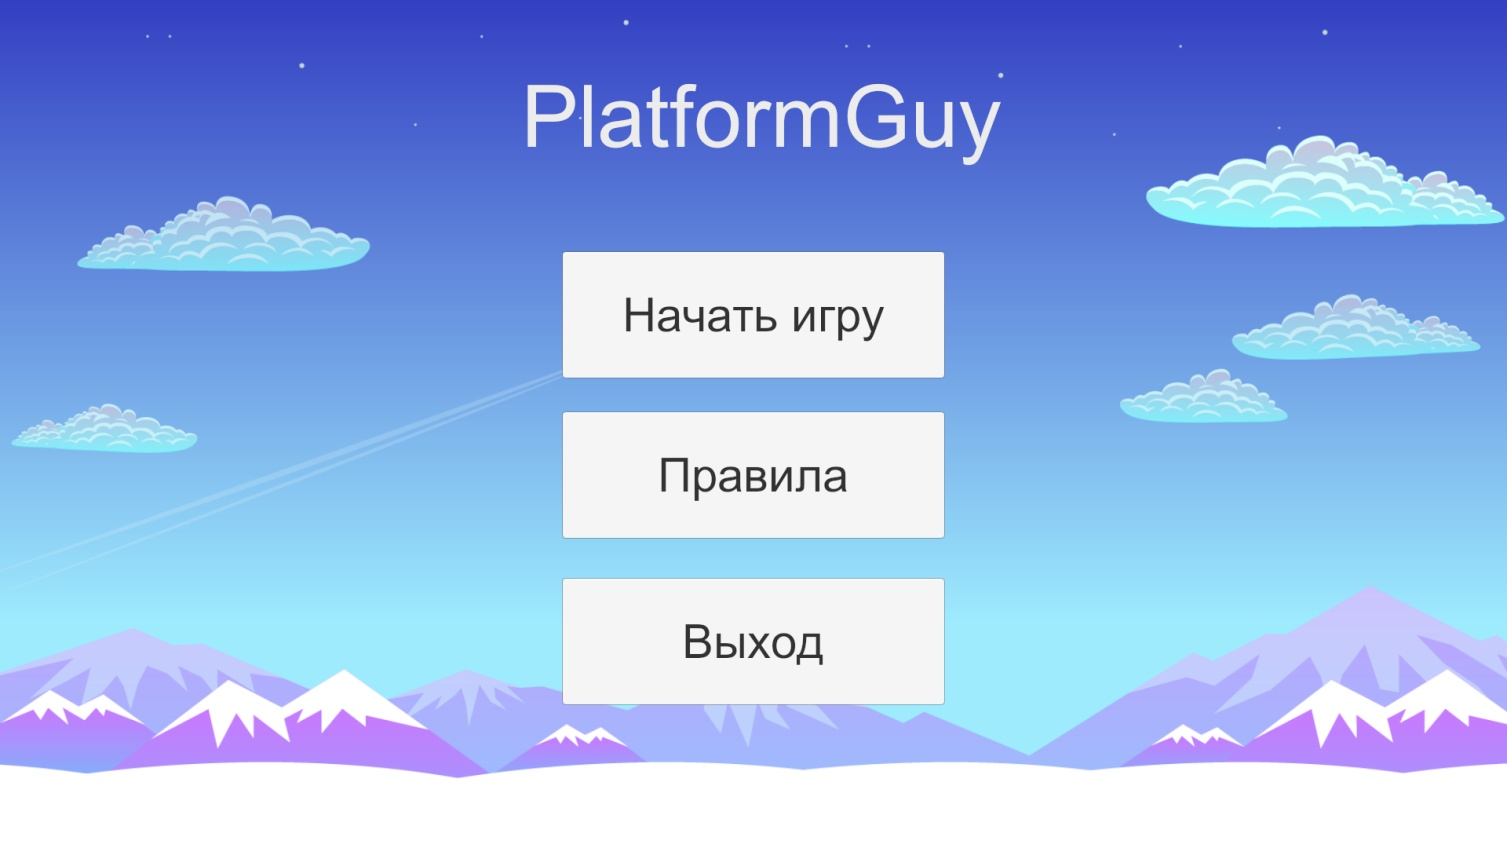 PlatformGuy
Начать игру
Правила
Выход